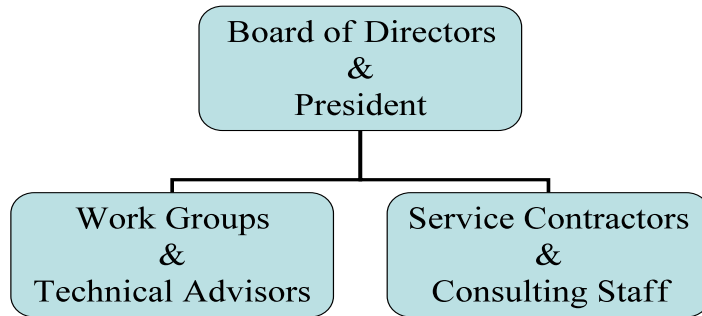 Board of Directors
&
President
Work Groups
&
Technical Advisors
Service Contractors
&
Consulting Staff